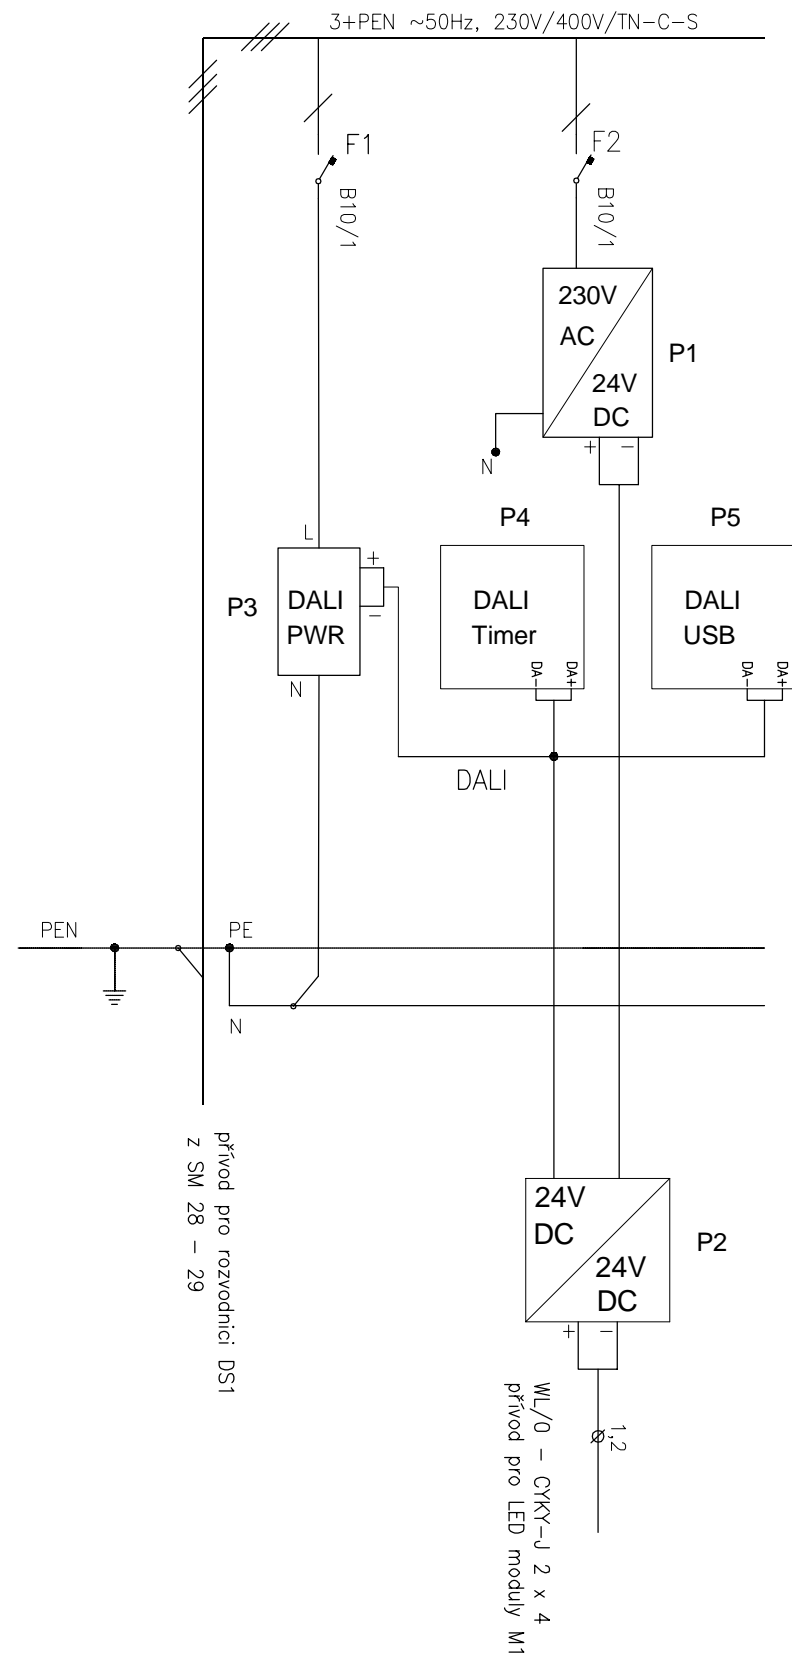 3+PEN ~50Hz, 230V/400V/TN-C-S
F1
F2
B10/1
B10/1
230V
AC
24V
DC
P1
+ -
N
P4
P5
L
P3
DALI
PWR
+
-
N
DALI
Timer
DA-
DA+
DALI
USB
DA-
DA+
DALI
PEN
PE
N
přívod pro rozvodnici DS1
z SM 28 - 29
24V
DC
24V
DC
P2
+ -
1,2
WL/0 - CYKY-J 2 x 4
přívod pro LED moduly M1